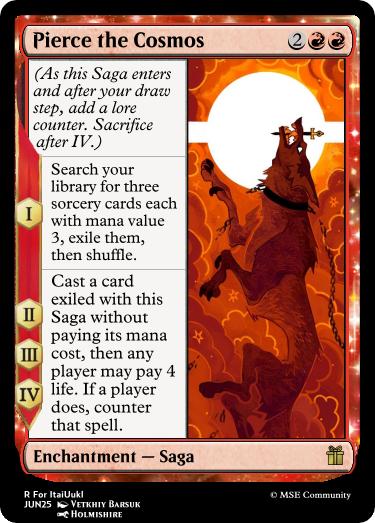 Pierce the Cosmos 2
(As this Saga enters
and after your draw
step, add a lore
counter. Sacrifice
after IV.)
I
Search your
library for three
sorcery cards each
with mana value
3, exile them,
then shuffle.
II
III
IV
Cast a card
exiled with this
Saga without
paying its mana
cost, then any
player may pay 4
life. If a player
does, counter
that spell.
Enchantment — Saga
R For ItaiUukI
JUN25 Vetkhiy Barsuk
Holmishire
© MSE Community